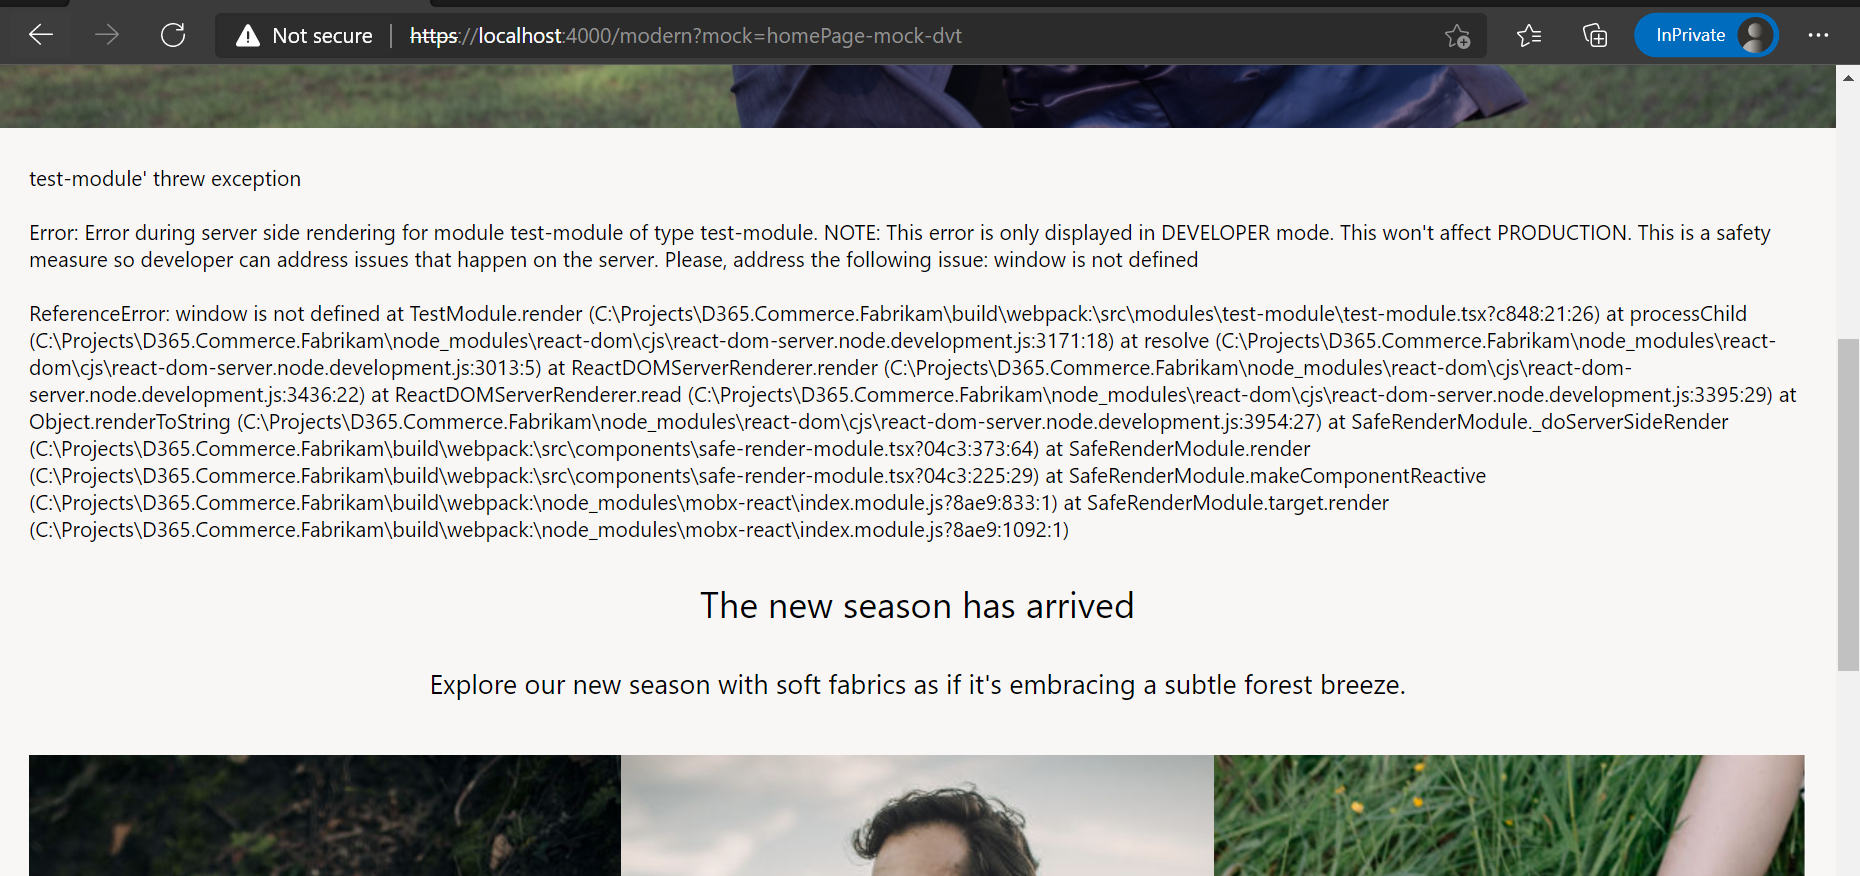 Not secure | https://localhost:4000/modern?mock=homePage-mock-dvt
InPrivate
test-module' threw exception
Error: Error during server side rendering for module test-module of type test-module. NOTE: This error is only displayed in DEVELOPER mode. This won't affect PRODUCTION. This is a safety
measure so developer can address issues that happen on the server. Please, address the following issue: window is not defined
ReferenceError: window is not defined at TestModule.render (C:\Projects\D365.Commerce.Fabrikam\build\webpack:\src\modules\test-module\test-module.tsx?c848:21:26) at processChild
(C:\Projects\D365.Commerce.Fabrikam\node_modules\react-dom\cjs\react-dom-server.node.development.js:3171:18) at resolve (C:\Projects\D365.Commerce.Fabrikam\node_modules\react-
dom\cjs\react-dom-server.node.development.js:3013:5) at ReactDOMServerRenderer.render (C:\Projects\D365.Commerce.Fabrikam\node_modules\react-dom\cjs\react-dom-
server.node.development.js:3436:22) at ReactDOMServerRenderer.read (C:\Projects\D365.Commerce.Fabrikam\node_modules\react-dom\cjs\react-dom-server.node.development.js:3395:29) at
Object.renderToString (C:\Projects\D365.Commerce.Fabrikam\node_modules\react-dom\cjs\react-dom-server.node.development.js:3954:27) at SafeRenderModule._doServerSideRender
(C:\Projects\D365.Commerce.Fabrikam\build\webpack:\src\components\safe-render-module.tsx?04c3:373:64) at SafeRenderModule.render
(C:\Projects\D365.Commerce.Fabrikam\build\webpack:\src\components\safe-render-module.tsx?04c3:225:29) at SafeRenderModule.makeComponentReactive
(C:\Projects\D365.Commerce.Fabrikam\build\webpack:\node_modules\mobx-react\index.module.js?8ae9:833:1) at SafeRenderModule.target.render
(C:\Projects\D365.Commerce.Fabrikam\build\webpack:\node_modules\mobx-react\index.module.js?8ae9:1092:1)
The new season has arrived
Explore our new season with soft fabrics as if it's embracing a subtle forest breeze.